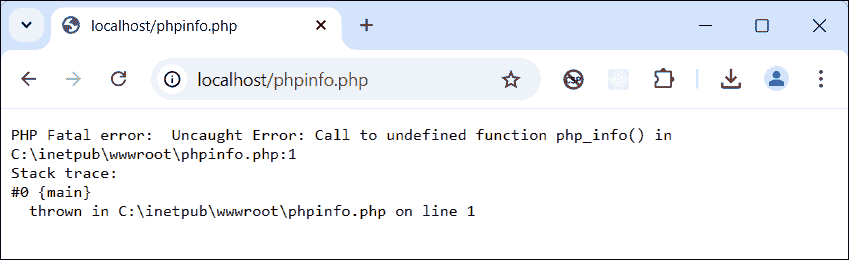 localhost/phpinfo.php
localhost/phpinfo.php
CSP
PHP Fatal error:  Uncaught Error: Call to undefined function php_info() in
C:\inetpub\wwwroot\phpinfo.php:1
Stack trace:
#0 {main}
  thrown in C:\inetpub\wwwroot\phpinfo.php on line 1